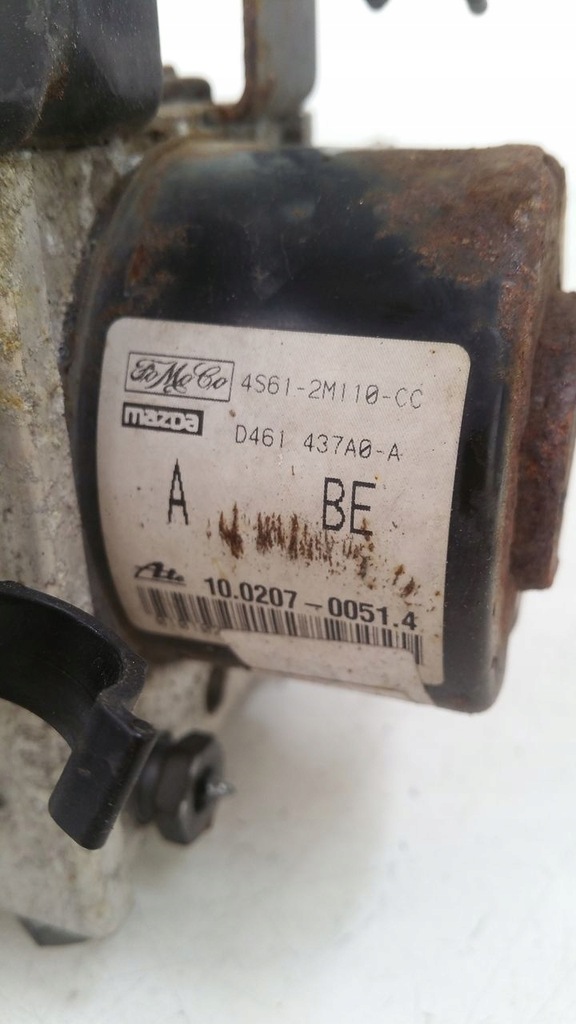 FoMoCo 4S61-2M110-CC
mazda D461 437A0-A
A BE
Ate 10.0207-0051.4